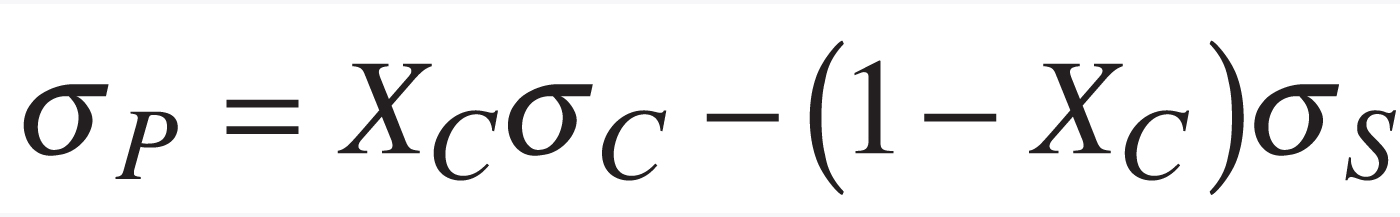 σ_P = X_C σ_C − (1 − X_C) σ_S